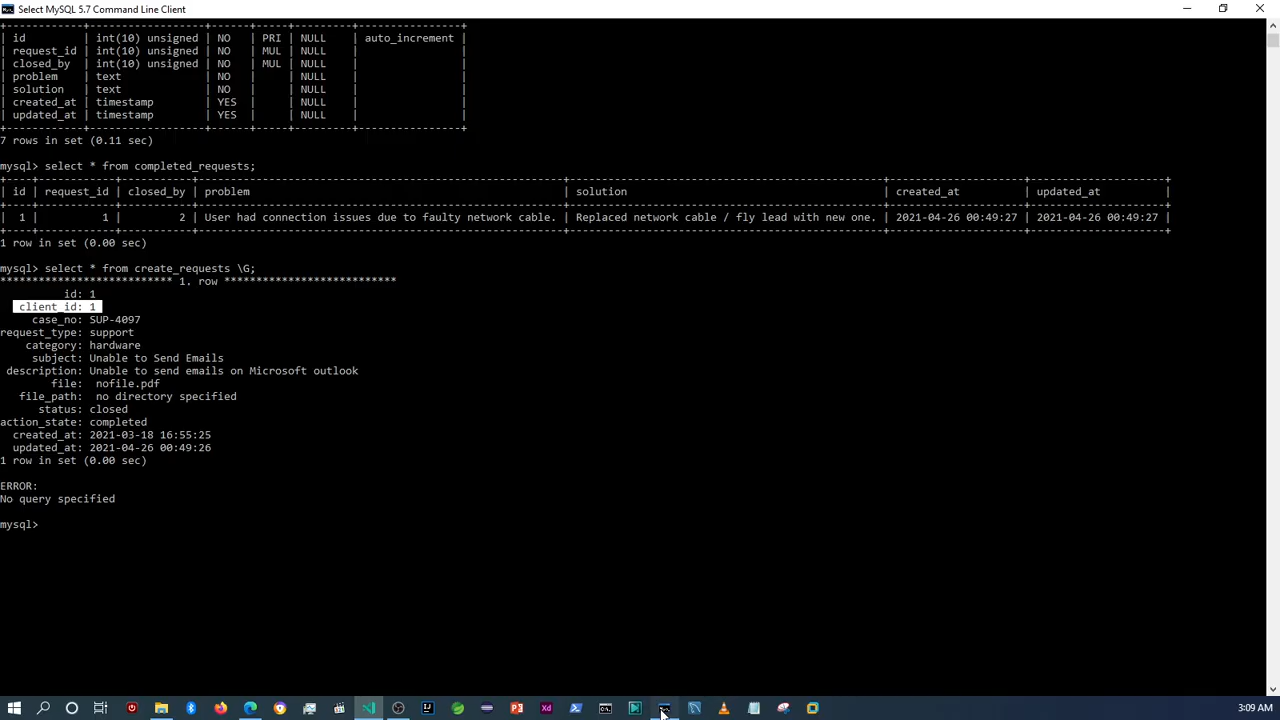 Select MySQL 5.7 Command Line Client
+------------+------------------+------+-----+---------+----------------+
| id         | int(10) unsigned | NO   | PRI | NULL    | auto_increment |
| request_id | int(10) unsigned | NO   | MUL | NULL    |                |
| closed_by  | int(10) unsigned | NO   | MUL | NULL    |                |
| problem    | text             | NO   |     | NULL    |                |
| solution   | text             | NO   |     | NULL    |                |
| created_at | timestamp        | YES  |     | NULL    |                |
| updated_at | timestamp        | YES  |     | NULL    |                |
+------------+------------------+------+-----+---------+----------------+
7 rows in set (0.11 sec)
mysql> select * from completed_requests;
| id | request_id | closed_by | problem | solution | created_at | updated_at |
| 1 | 1 | 2 | User had connection issues due to faulty network cable. | Replaced network cable / fly lead with new one. | 2021-04-26 00:49:27 | 2021-04-26 00:49:27 |
1 row in set (0.00 sec)
mysql> select * from create_requests \G;
*************************** 1. row ***************************
id: 1
client_id: 1
case_no: SUP-4097
request_type: support
category: hardware
subject: Unable to Send Emails
description: Unable to send emails on Microsoft outlook
file: nofile.pdf
file_path: no directory specified
status: closed
action_state: completed
created_at: 2021-03-18 16:55:25
updated_at: 2021-04-26 00:49:26
1 row in set (0.00 sec)
ERROR:
No query specified
mysql>
3:09 AM